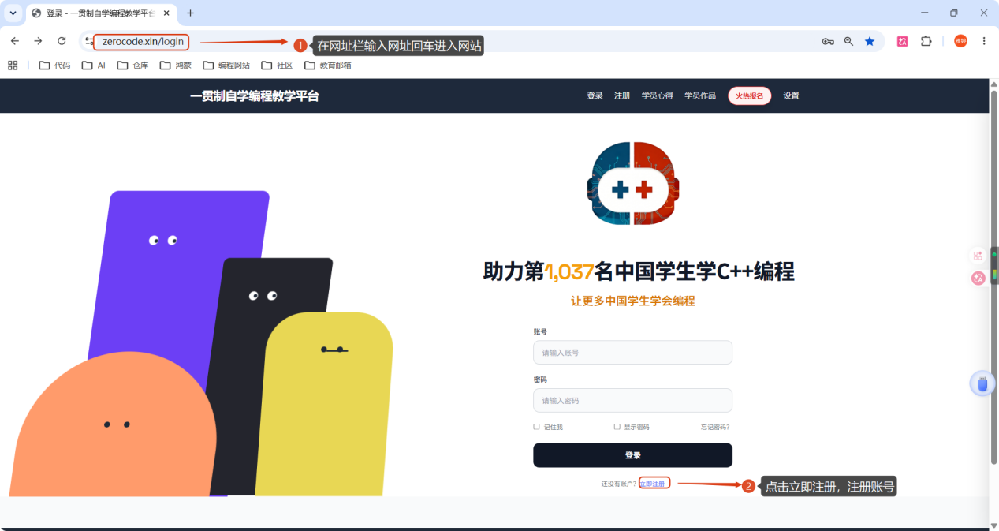 登录 - 一贯制自学编程教学平台
zerocode.xin/login
1 在网址栏输入网址回车进入网站
代码 AI 仓库 鸿蒙 编程网站 社区 教育邮箱
一贯制自学编程教学平台 登录 注册 学员心得 学员作品 火热报名 设置
助力第1,037名中国学生学C++编程
让更多中国学生学会编程
账号
请输入账号
密码
请输入密码
记住我 显示密码 忘记密码?
登录
还没有账户? 立即注册
2 点击立即注册，注册账号